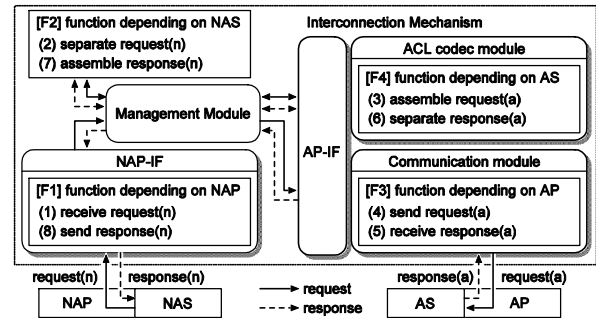 [F2] function depending on NAS
(2) separate request(n)
(7) assemble response(n)
Interconnection Mechanism
ACL codec module
[F4] function depending on AS
(3) assemble request(a)
(6) separate response(a)
Management Module
AP-IF
NAP-IF
[F1] function depending on NAP
(1) receive request(n)
(8) send response(n)
Communication module
[F3] function depending on AP
(4) send request(a)
(5) receive response(a)
request(n)
response(n)
NAP
NAS
request
response
response(a)
request(a)
AS
AP